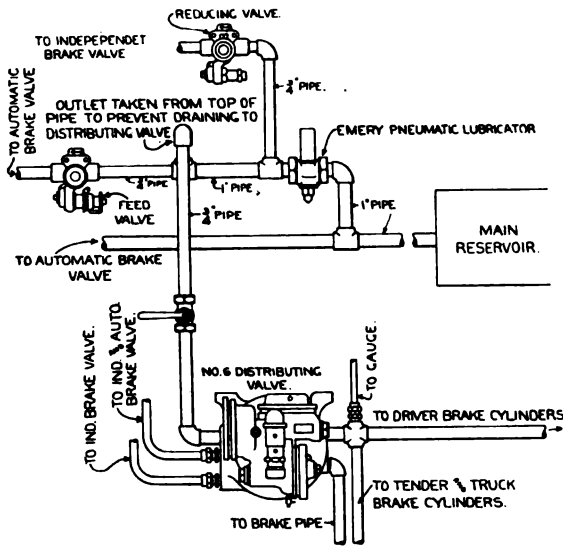 REDUCING VALVE.
TO INDEPENDET
BRAKE VALVE
3/4" PIPE.
OUTLET TAKEN FROM TOP OF
PIPE TO PREVENT DRAINING TO
DISTRIBUTING VALVE
TO AUTOMATIC
BRAKE VALVE
EMERY PNEUMATIC LUBRICATOR
3/4" PIPE
1" PIPE,
FEED
VALVE
3/4" PIPE
1" PIPE
MAIN
RESERVOIR.
TO AUTOMATIC BRAKE
VALVE
TO IND. BRAKE VALVE.
TO IND. & AUTO.
BRAKE VALVE.
NO. 6 DISTRIBUTING
VALVE.
TO GAUGE.
TO DRIVER BRAKE CYLINDERS
TO TENDER & TRUCK
BRAKE CYLINDERS.
TO BRAKE PIPE